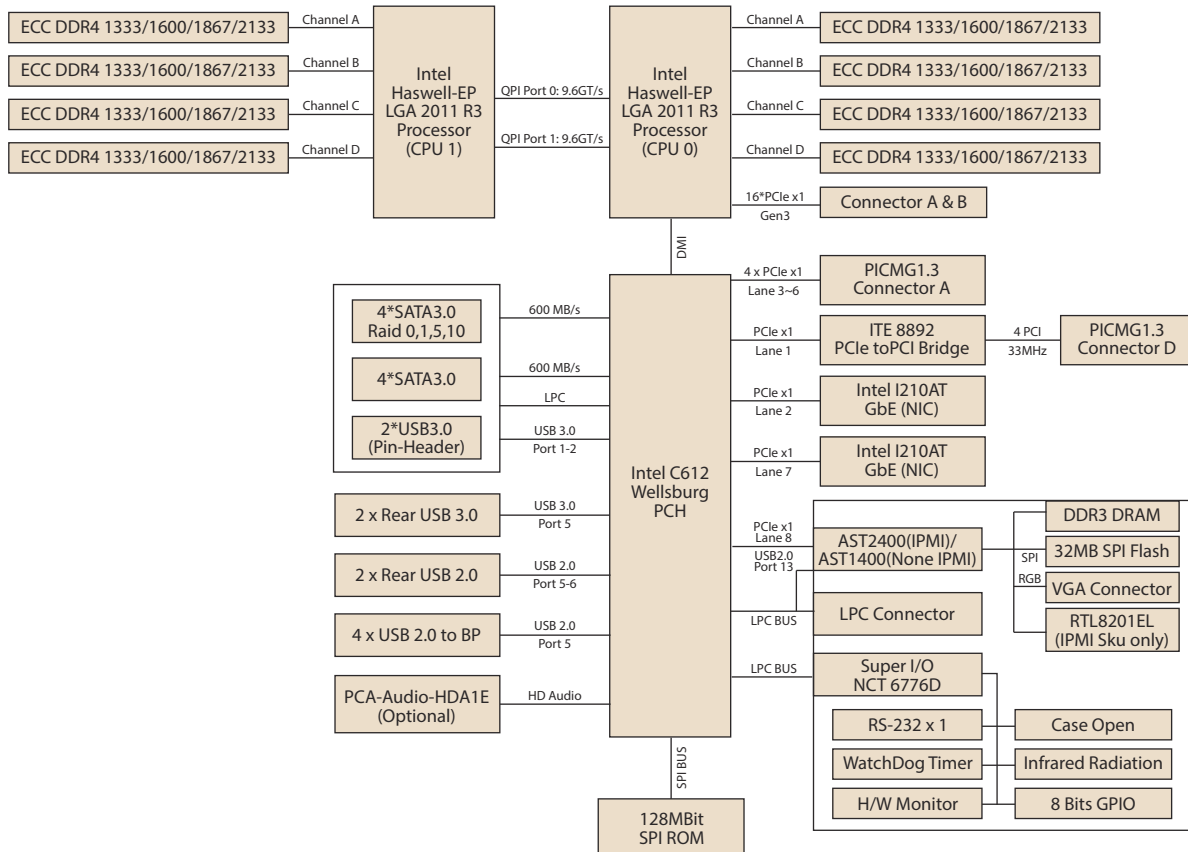 ECC DDR4 1333/1600/1867/2133
Channel A
ECC DDR4 1333/1600/1867/2133
Channel B
ECC DDR4 1333/1600/1867/2133
Channel C
ECC DDR4 1333/1600/1867/2133
Channel D
Intel
Haswell-EP
LGA 2011 R3
Processor
(CPU 1)
QPI Port 0: 9.6GT/s
QPI Port 1: 9.6GT/s
Intel
Haswell-EP
LGA 2011 R3
Processor
(CPU 0)
Channel A
ECC DDR4 1333/1600/1867/2133
Channel B
ECC DDR4 1333/1600/1867/2133
Channel C
ECC DDR4 1333/1600/1867/2133
Channel D
ECC DDR4 1333/1600/1867/2133
16*PCIe x1
Gen3
Connector A & B
DMI
4*SATA3.0
Raid 0,1,5,10
600 MB/s
4*SATA3.0
600 MB/s
LPC
2*USB3.0
(Pin-Header)
USB 3.0
Port 1-2
2 x Rear USB 3.0
USB 3.0
Port 5
2 x Rear USB 2.0
USB 2.0
Port 5-6
4 x USB 2.0 to BP
USB 2.0
Port 5
PCA-Audio-HDA1E
(Optional)
HD Audio
Intel C612
Wellsburg
PCH
SPI BUS
128MBit
SPI ROM
4 x PCIe x1
Lane 3~6
PICMG1.3
Connector A
PCIe x1
Lane 1
ITE 8892
PCIe toPCI Bridge
4 PCI
33MHz
PICMG1.3
Connector D
PCIe x1
Lane 2
Intel I210AT
GbE (NIC)
PCIe x1
Lane 7
Intel I210AT
GbE (NIC)
PCIe x1
Lane 8
USB2.0
Port 13
AST2400(IPMI)/
AST1400(None IPMI)
SPI
RGB
DDR3 DRAM
32MB SPI Flash
VGA Connector
RTL8201EL
(IPMI Sku only)
LPC BUS
LPC Connector
LPC BUS
Super I/O
NCT 6776D
RS-232 x 1
Case Open
WatchDog Timer
Infrared Radiation
H/W Monitor
8 Bits GPIO